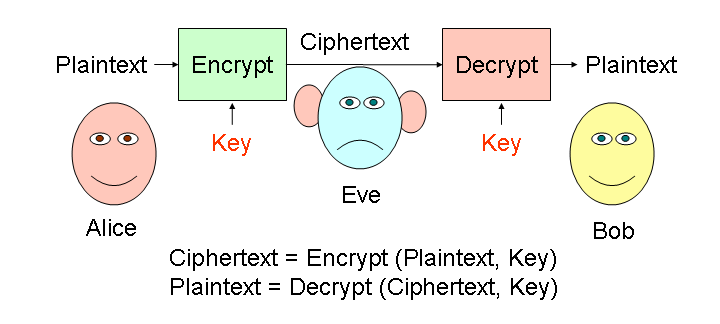 Ciphertext
Plaintext
Encrypt
Decrypt
Plaintext
Key
Key
Eve
Alice
Bob
Ciphertext = Encrypt (Plaintext, Key)
Plaintext = Decrypt (Ciphertext, Key)